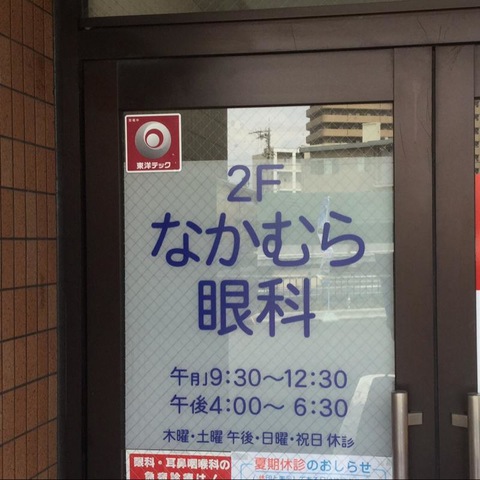 東洋テック
2F
なかむら
眼科
午前9:30～12:30
午後4:00～ 6:30
木曜・土曜 午後・日曜・祝日 休診
眼科・耳鼻咽喉科の
夏期休診のおしらせ